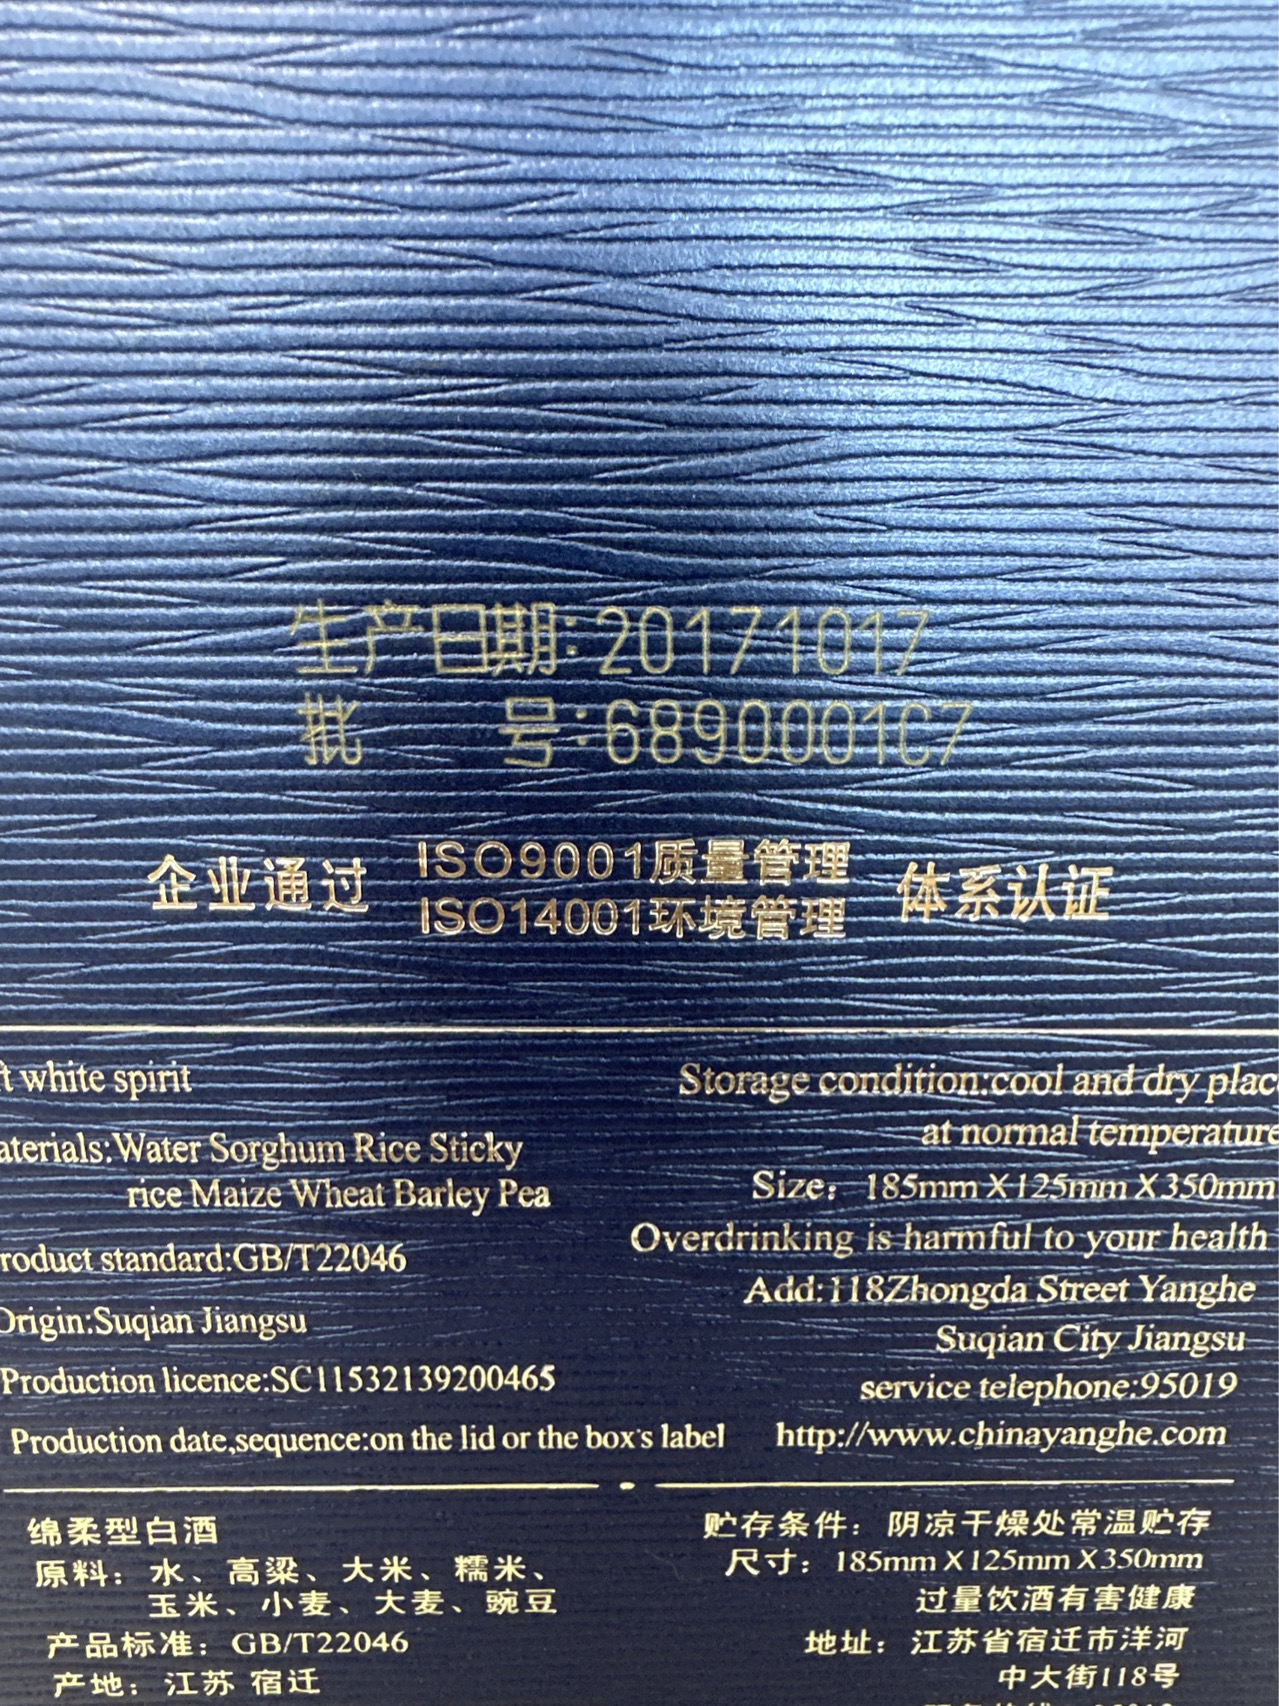 生产日期:20171017
批 号:6890001C7
企业通过 ISO9001质量管理 体系认证
ISO14001环境管理
white spirit
Water Sorghum Rice Sticky
rice Maize Wheat Barley Pea
standard:GB/T22046
Origin:Suqian Jiangsu
Production licence:SC11532139200465
Production date,sequence:on the lid or the box's label
Storage condition:cool and dry
at normal temperature
Size: 185mm X 125mm X 350mm
Overdrinking is harmful to your health
Add:118Zhongda Street Yanghe
Suqian City Jiangsu
service telephone:95019
http://www.chinayanghe.com
绵柔型白酒
原料: 水、高粱、大米、糯米、
玉米、小麦、大麦、豌豆
产品标准: GB/T22046
产地: 江苏 宿迁
贮存条件: 阴凉干燥处常温贮存
尺寸: 185mm X 125mm X 350mm
过量饮酒有害健康
地址: 江苏省宿迁市洋河
中大街118号